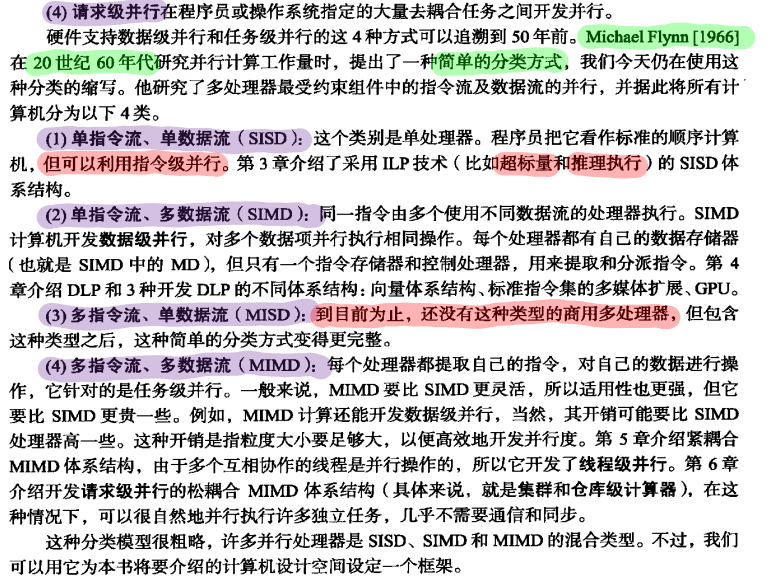 (4) 请求级并行在程序员或操作系统指定的大量去耦合任务之间开发并行。
硬件支持数据级并行和任务级并行的这 4 种方式可以追溯到 50 年前。Michael Flynn [1966]
在 20 世纪 60 年代研究并行计算工作量时，提出了一种简单的分类方式，我们今天仍在使用这
种分类的缩写。他研究了多处理器最受约束组件中的指令流及数据流的并行，并据此将所有计
算机分为以下 4 类。
(1) 单指令流、单数据流（SISD）：这个类别是单处理器。程序员把它看作标准的顺序计算
机，但可以利用指令级并行。第 3 章介绍了采用 ILP 技术（比如超标量和推理执行）的 SISD 体
系结构。
(2) 单指令流、多数据流（SIMD）：同一指令由多个使用不同数据流的处理器执行。SIMD
计算机开发数据级并行，对多个数据项并行执行相同操作。每个处理器都有自己的数据存储器
（也就是 SIMD 中的 MD），但只有一个指令存储器和控制处理器，用来提取和分派指令。第 4
章介绍 DLP 和 3 种开发 DLP 的不同体系结构：向量体系结构、标准指令集的多媒体扩展、GPU。
(3) 多指令流、单数据流（MISD）：到目前为止，还没有这种类型的商用多处理器，但包含
这种类型之后，这种简单的分类方式变得更完整。
(4) 多指令流、多数据流（MIMD）：每个处理器都提取自己的指令，对自己的数据进行操
作，它针对的是任务级并行。一般来说，MIMD 要比 SIMD 更灵活，所以适用性也更强，但它
要比 SIMD 更贵一些。例如，MIMD 计算还能开发数据级并行，当然，其开销可能要比 SIMD
处理器高一些。这种开销是指粒度大小要足够大，以便高效地开发并行度。第 5 章介绍紧耦合
MIMD 体系结构，由于多个互相协作的线程是并行操作的，所以它开发了线程级并行。第 6 章
介绍开发请求级并行的松耦合 MIMD 体系结构（具体来说，就是集群和仓库级计算器），在这
种情况下，可以很自然地并行执行许多独立任务，几乎不需要通信和同步。
这种分类模型很粗略，许多并行处理器是 SISD、SIMD 和 MIMD 的混合类型。不过，我们
可以用它为本书将要介绍的计算机设计空间设定一个框架。